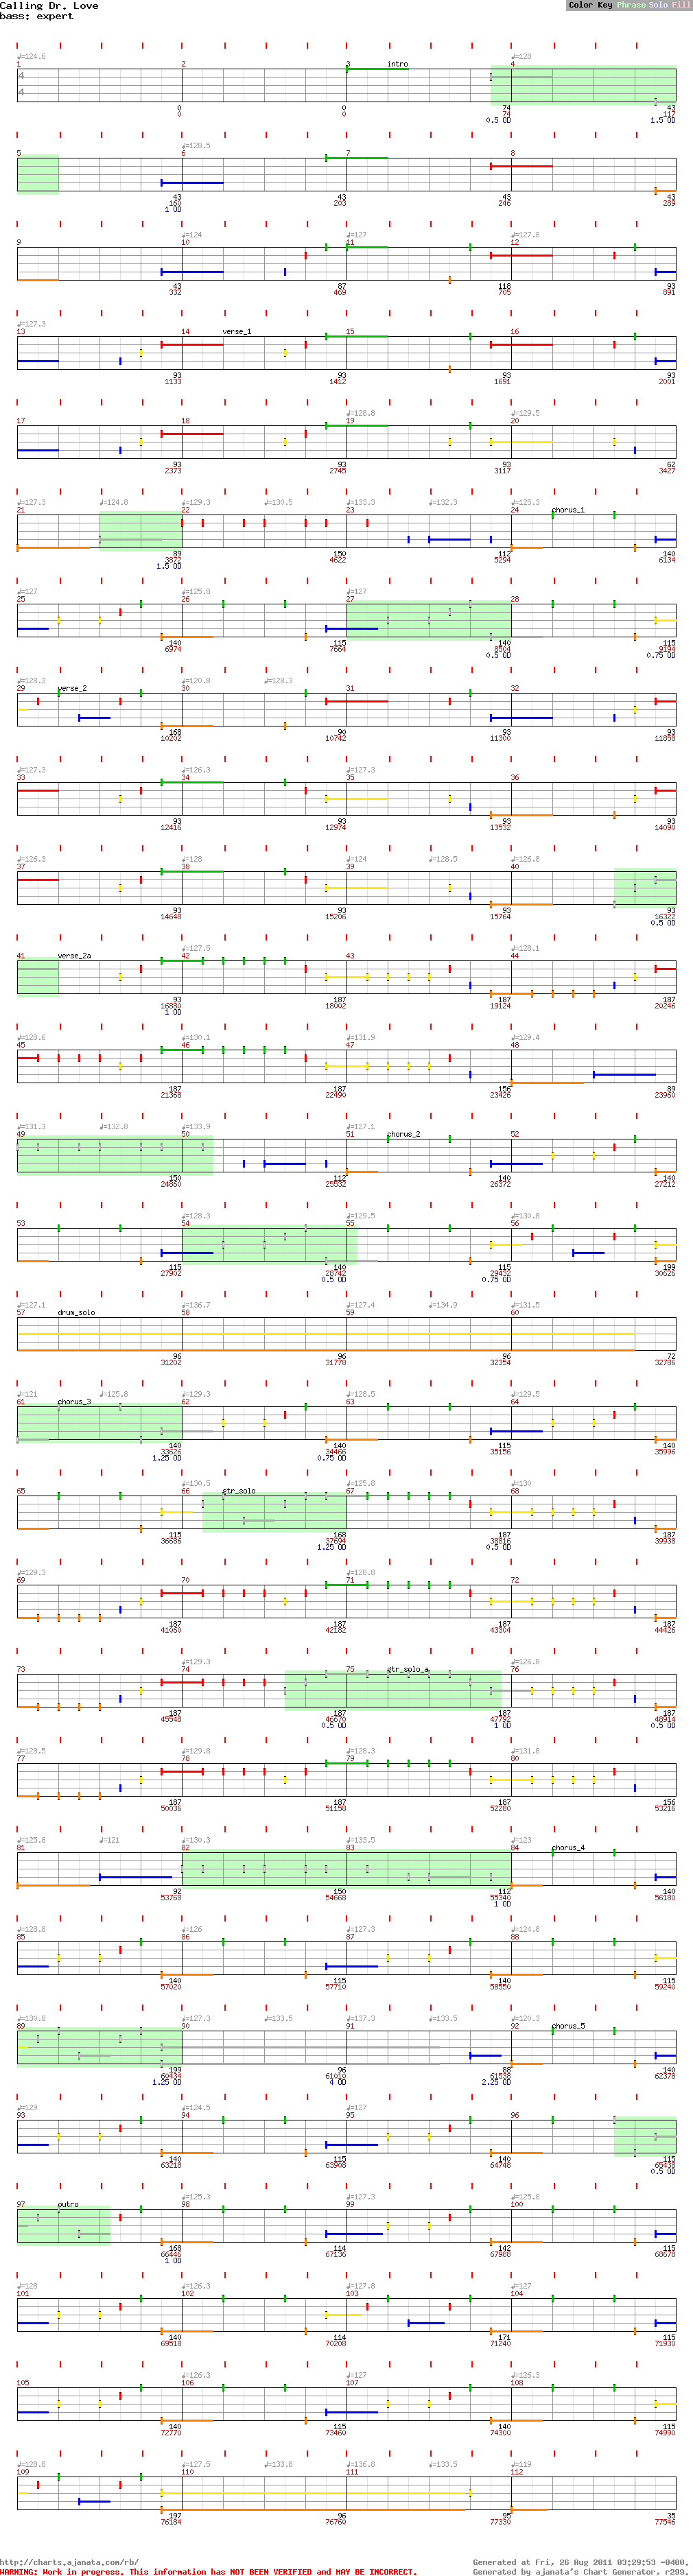 Calling Dr. Love
Color Key Phrase Solo Fill
bass: expert
♩=124.6 ♩=128
1 2 3 intro 4
4
4
0 0 74 43
0 0 74 117
0.5 OD 1.5 OD
♩=128.5
5 6 7 8
43 43 43 43
160 203 246 289
1 OD
♩=124 ♩=127 ♩=127.8
9 10 11 12
43 87 118 93
332 469 705 891
♩=127.3
13 14 verse_1 15 16
93 93 93 93
1133 1412 1691 2001
♩=128.8 ♩=129.5
17 18 19 20
93 93 93 62
2373 2745 3117 3427
♩=127.3 ♩=124.8 ♩=129.3 ♩=130.5 ♩=133.3 ♩=132.3 ♩=125.3
21 22 23 24 chorus_1
89 150 112 140
3872 4622 5294 6134
1.5 OD
♩=127 ♩=125.8 ♩=127
25 26 27 28
140 115 140 115
6974 7664 8504 9194
0.5 OD 0.75 OD
♩=128.3 ♩=120.8 ♩=128.3
29 verse_2 30 31 32
168 90 93 93
10202 10742 11300 11858
♩=127.3 ♩=126.3 ♩=127.3
33 34 35 36
93 93 93 93
12416 12974 13532 14090
♩=126.3 ♩=128 ♩=124 ♩=128.5 ♩=126.8
37 38 39 40
93 93 93 93
14648 15206 15764 16322
0.5 OD
♩=127.5 ♩=128.1
41 verse_2a 42 43 44
93 187 187 187
16880 18002 19124 20246
1 OD
♩=128.6 ♩=130.1 ♩=131.9 ♩=129.4
45 46 47 48
187 187 156 89
21368 22490 23426 23960
♩=131.3 ♩=132.8 ♩=133.9 ♩=127.1
49 50 51 chorus_2 52
150 112 140 140
24860 25532 26372 27212
♩=128.3 ♩=129.5 ♩=130.8
53 54 55 56
115 140 115 199
27902 28742 29432 30626
0.5 OD 0.75 OD
♩=127.1 ♩=136.7 ♩=127.4 ♩=134.9 ♩=131.5
57 drum_solo 58 59 60
96 96 96 72
31202 31778 32354 32786
♩=121 ♩=125.8 ♩=129.3 ♩=128.5 ♩=129.5
61 chorus_3 62 63 64
140 140 115 140
33626 34466 35156 35996
1.25 OD 0.75 OD
♩=130.5 ♩=125.8 ♩=130
65 66 gtr_solo 67 68
115 168 187 187
36686 37694 38816 39938
1.25 OD 0.5 OD
♩=129.3 ♩=128.8
69 70 71 72
187 187 187 187
41060 42182 43304 44426
♩=129.3 ♩=126.8
73 74 75 gtr_solo_a 76
187 187 187 187
45548 46670 47792 48914
0.5 OD 1 OD 0.5 OD
♩=128.5 ♩=129.8 ♩=128.3 ♩=131.8
77 78 79 80
187 187 187 156
50036 51158 52280 53216
♩=125.8 ♩=121 ♩=130.3 ♩=133.5 ♩=123
81 82 83 84 chorus_4
92 150 112 140
53768 54668 55340 56180
1 OD
♩=128.8 ♩=126 ♩=127.3 ♩=124.8
85 86 87 88
140 115 140 115
57020 57710 58550 59240
♩=130.8 ♩=127.3 ♩=133.5 ♩=137.3 ♩=133.5 ♩=120.3
89 90 91 92 chorus_5
199 96 88 140
60434 61010 61538 62378
1.25 OD 4 OD 2.25 OD
♩=129 ♩=124.5 ♩=127
93 94 95 96
140 115 140 115
63218 63908 64748 65438
0.5 OD
♩=125.3 ♩=127.3 ♩=125.8
97 outro 98 99 100
168 114 142 115
66446 67136 67988 68678
1 OD
♩=128 ♩=126.3 ♩=127.8 ♩=127
101 102 103 104
140 114 171 115
69518 70208 71240 71930
♩=126.3 ♩=127 ♩=126.3
105 106 107 108
140 115 140 115
72770 73460 74300 74990
♩=128.8 ♩=127.5 ♩=133.8 ♩=136.8 ♩=133.5 ♩=119
109 110 111 112
197 96 95 35
76184 76760 77330 77546
http://charts.ajanata.com/rb/
Generated at Fri, 26 Aug 2011 03:29:53 -0400.
WARNING: Work in progress. This information has NOT BEEN VERIFIED and MAY BE INCORRECT.
Generated by ajanata's Chart Generator, r299.